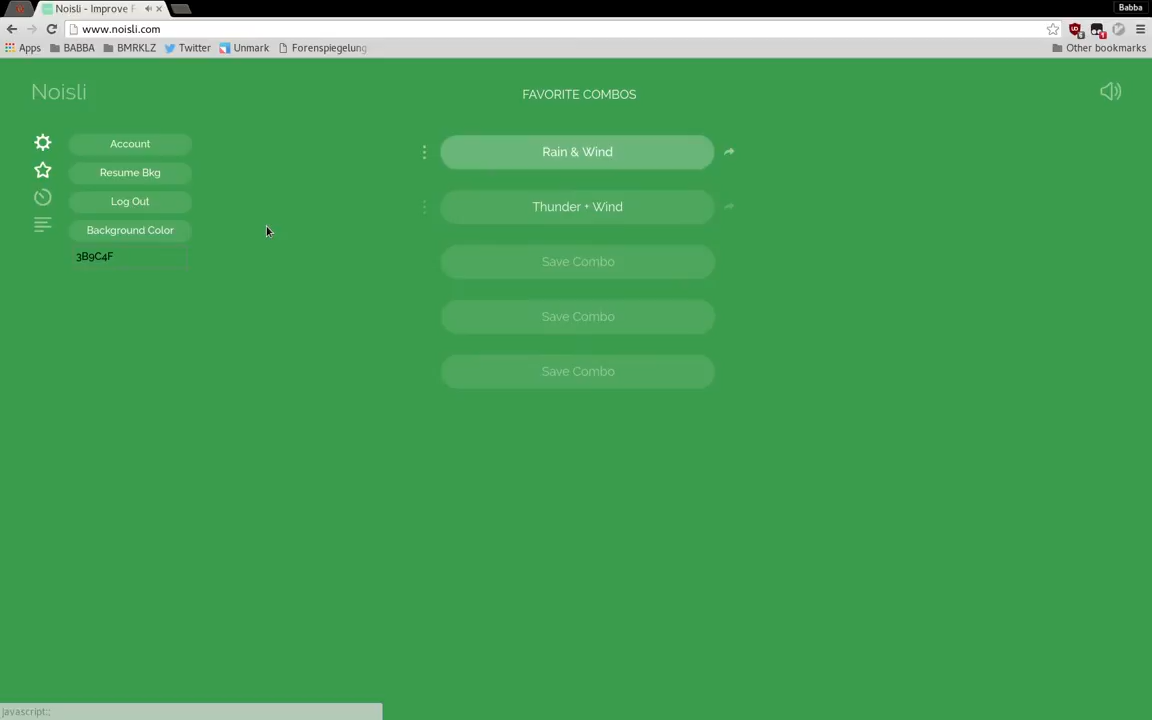 Babba
Noisli - Improve F
www.noisli.com
Apps BABBA BMRKLZ Twitter Unmark Forenspiegelung Other bookmarks
Noisli
FAVORITE COMBOS
Account
Rain & Wind
Resume Bkg
Log Out
Thunder + Wind
Background Color
3B9C4F
Save Combo
Save Combo
Save Combo
javascript:;